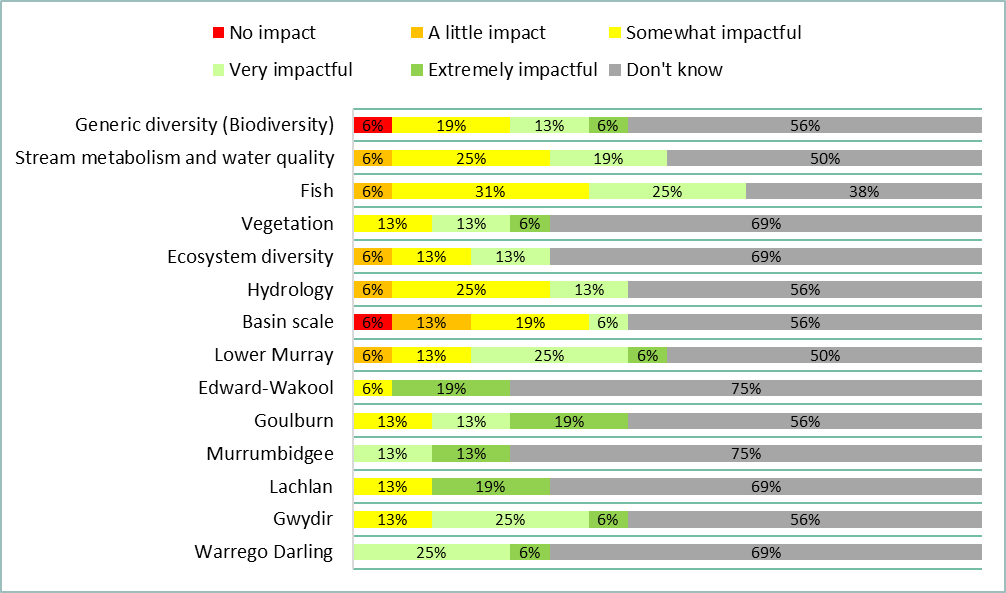 No impact A little impact Somewhat impactful
Very impactful Extremely impactful Don't know
Generic diversity (Biodiversity) 6% 19% 13% 6% 56%
Stream metabolism and water quality 6% 25% 19% 50%
Fish 6% 31% 25% 38%
Vegetation 13% 13% 6% 69%
Ecosystem diversity 6% 13% 13% 69%
Hydrology 6% 25% 13% 56%
Basin scale 6% 13% 19% 6% 56%
Lower Murray 6% 13% 25% 6% 50%
Edward-Wakool 6% 19% 75%
Goulburn 13% 13% 19% 56%
Murrumbidgee 13% 13% 75%
Lachlan 13% 19% 69%
Gwydir 13% 25% 6% 56%
Warrego Darling 25% 6% 69%